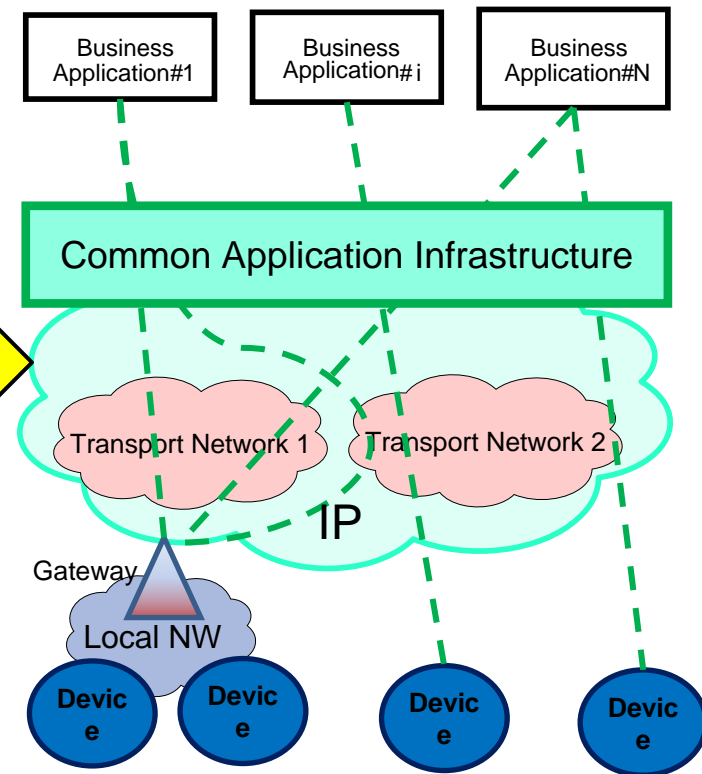 Business
Application#1
Business
Application# i
Business
Application#N
Common Application Infrastructure
Transport Network 1
Transport Network 2
IP
Gateway
Local NW
Devic
e
Devic
e
Devic
e
Devic
e